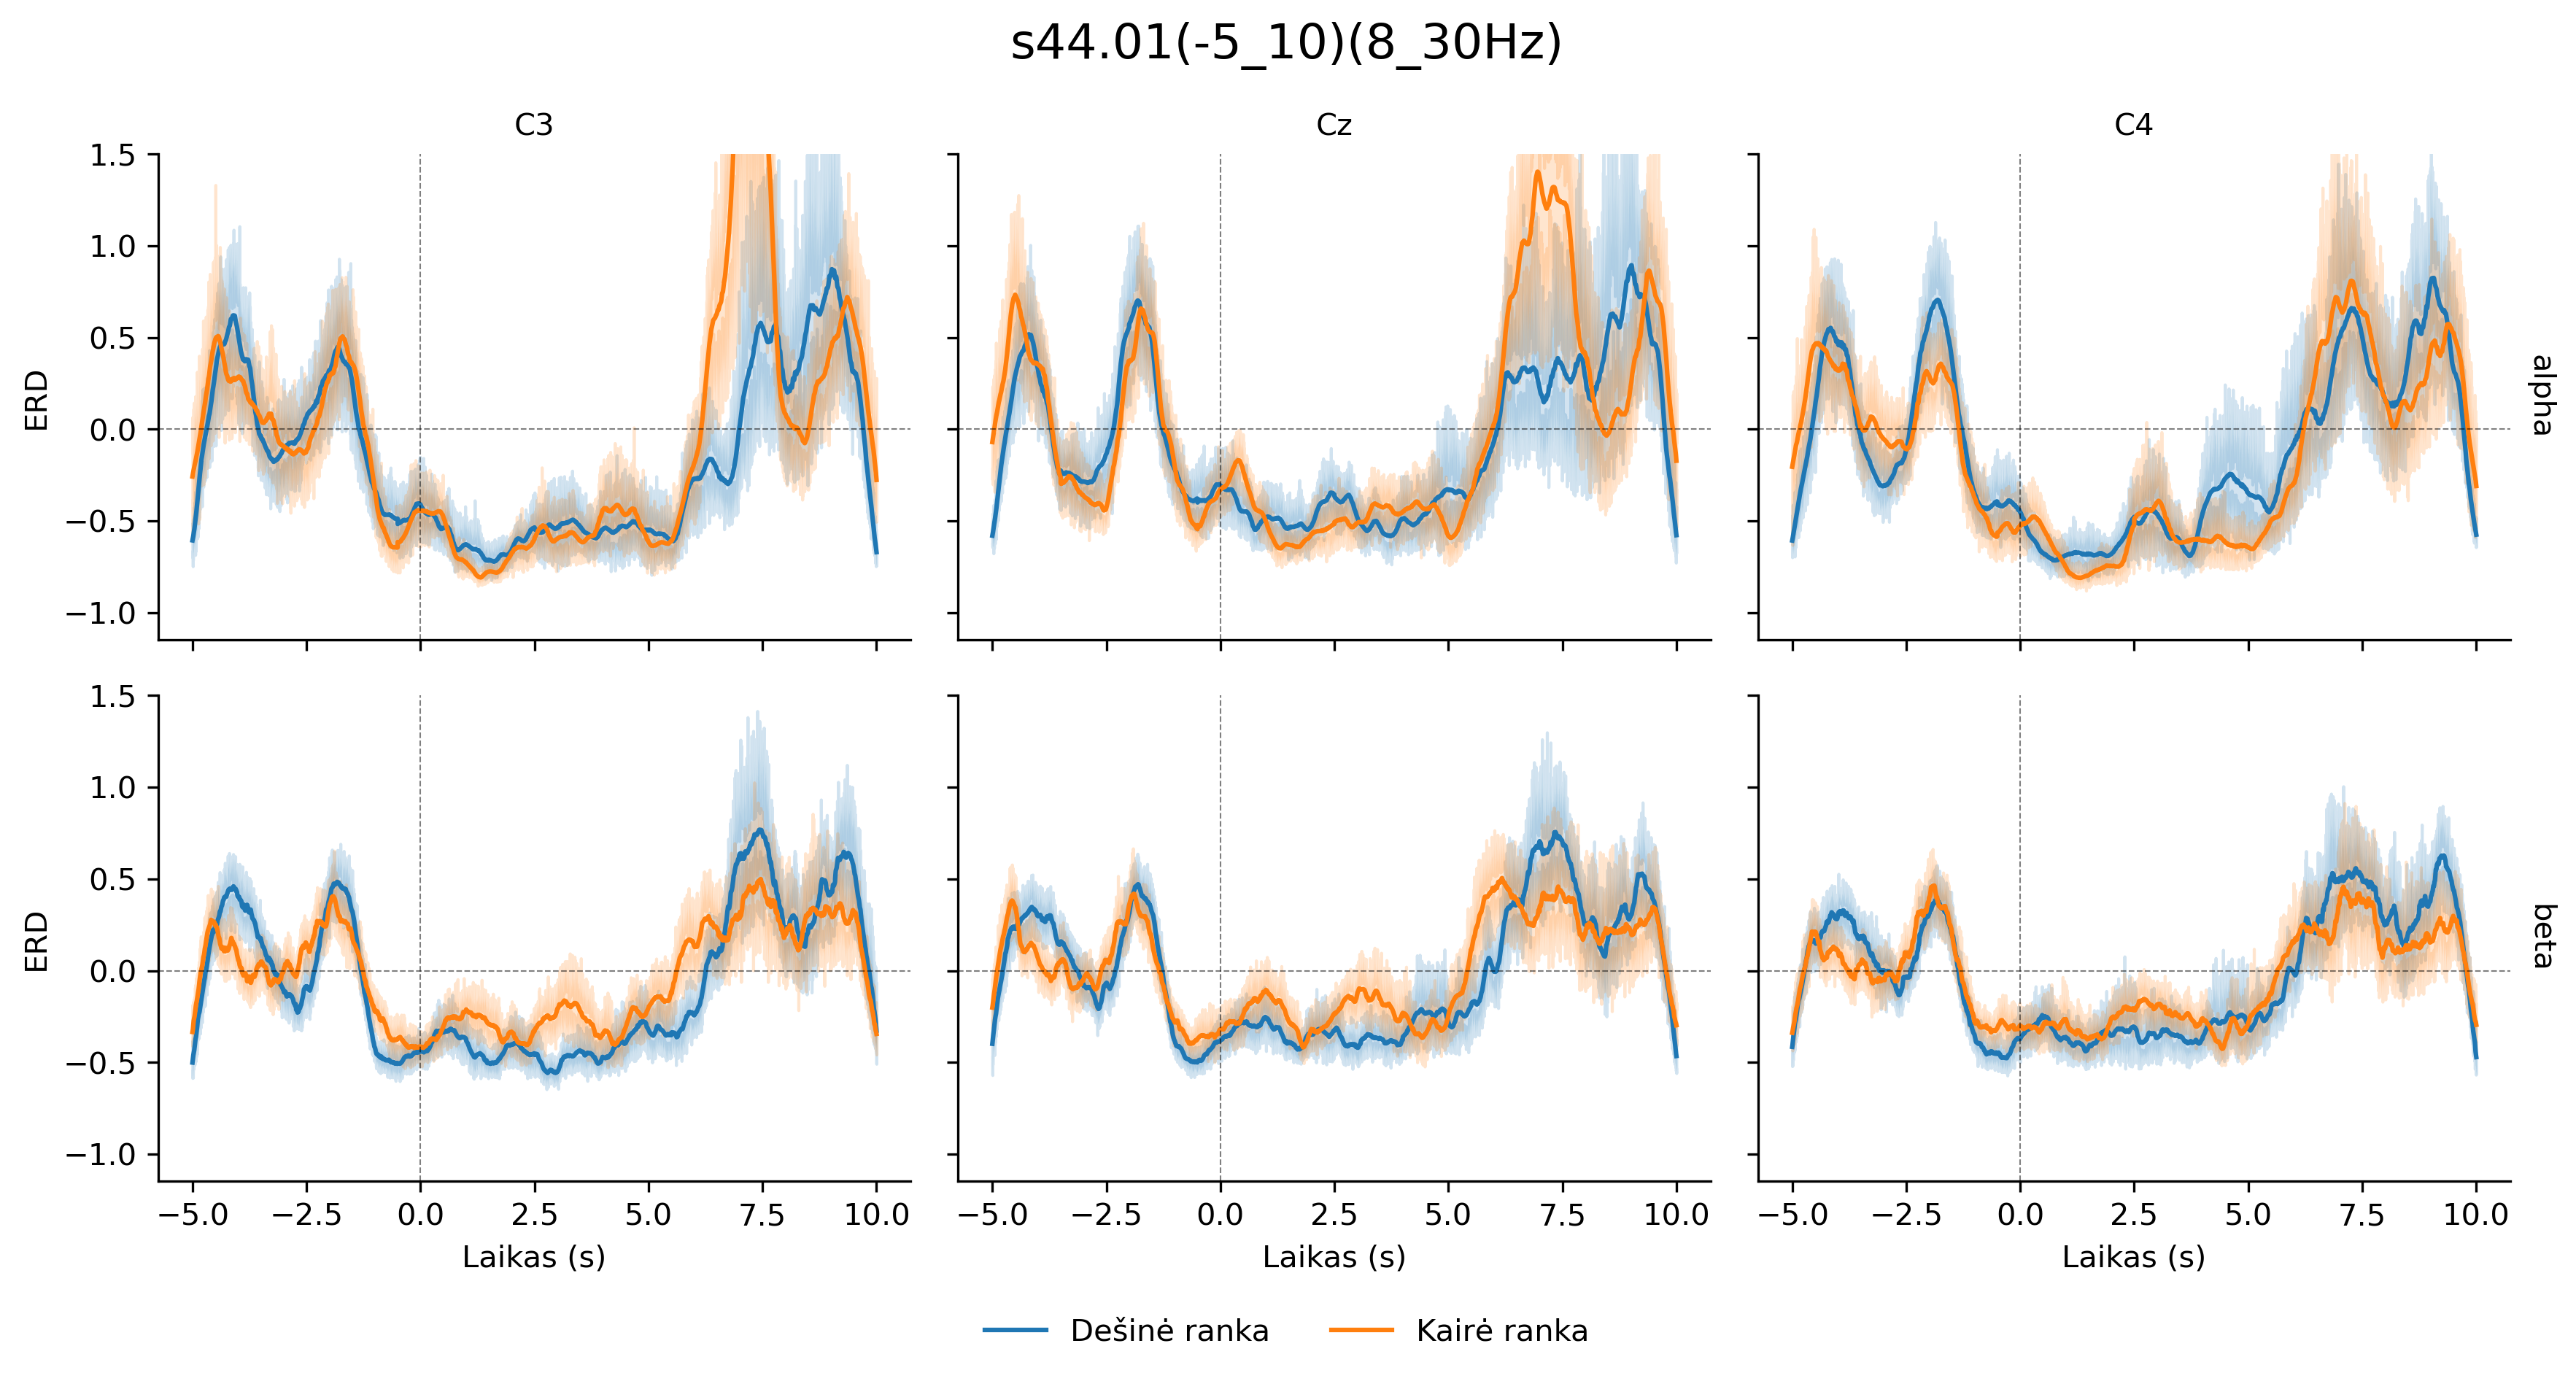 s44.01(-5_10)(8_30Hz)
C3 Cz C4
1.5
1.0
0.5
0.0
−0.5
−1.0
ERD
alpha
1.5
1.0
0.5
0.0
−0.5
−1.0
ERD
beta
−5.0 −2.5 0.0 2.5 5.0 7.5 10.0 −5.0 −2.5 0.0 2.5 5.0 7.5 10.0 −5.0 −2.5 0.0 2.5 5.0 7.5 10.0
Laikas (s) Laikas (s) Laikas (s)
Dešinė ranka Kairė ranka